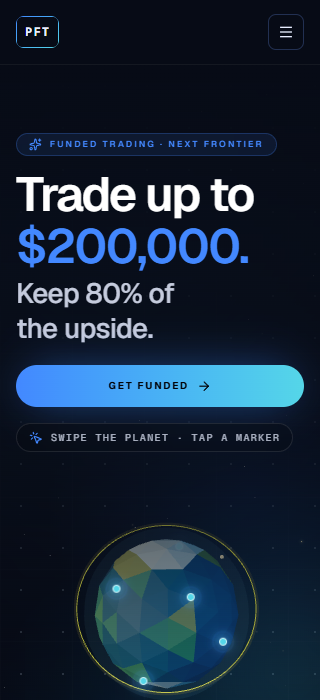 PFT
FUNDED TRADING · NEXT FRONTIER
Trade up to
$200,000.
Keep 80% of
the upside.
GET FUNDED →
SWIPE THE PLANET · TAP A MARKER